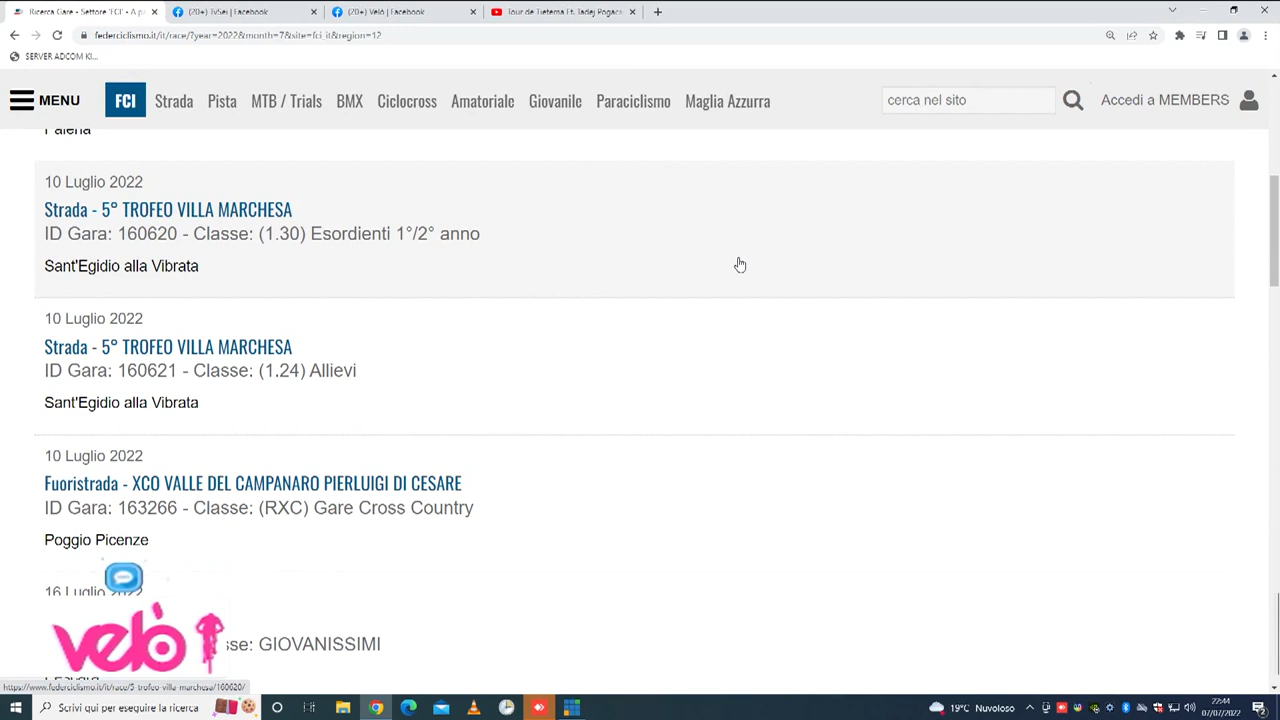 Ricerca Gare - Settore 'FCI' - A pa
(20+) TvSei | Facebook
(20+) Velò | Facebook
Tour de Tietema Ft. Tadej Pogaca
federciclismo.it/it/race/?year=2022&month=7&site=fci_it&region=12
SERVER ADCOM KI...
MENU
FCI
Strada
Pista
MTB / Trials
BMX
Ciclocross
Amatoriale
Giovanile
Paraciclismo
Maglia Azzurra
cerca nel sito
Accedi a MEMBERS
Palena
10 Luglio 2022
Strada - 5° TROFEO VILLA MARCHESA
ID Gara: 160620 - Classe: (1.30) Esordienti 1°/2° anno
Sant'Egidio alla Vibrata
10 Luglio 2022
Strada - 5° TROFEO VILLA MARCHESA
ID Gara: 160621 - Classe: (1.24) Allievi
Sant'Egidio alla Vibrata
10 Luglio 2022
Fuoristrada - XCO VALLE DEL CAMPANARO PIERLUIGI DI CESARE
ID Gara: 163266 - Classe: (RXC) Gare Cross Country
Poggio Picenze
16 Luglio 2022
velò
sse: GIOVANISSIMI
https://www.federciclismo.it/it/race/5-trofeo-villa-marchesa/160620/
Scrivi qui per eseguire la ricerca
19°C Nuvoloso
22:44
07/07/2022
2